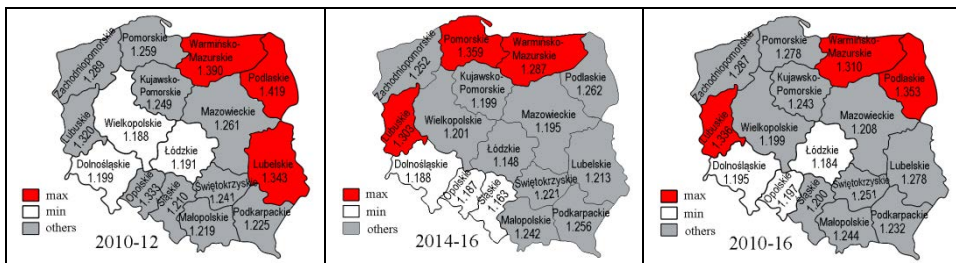 Pomorskie
1.259
Warmińsko-
Mazurskie
1.390
Zachodniopomorskie
1.289
Podlaskie
1.419
Kujawsko-
Pomorskie
1.249
Mazowieckie
1.261
Lubuskie
1.320
Wielkopolskie
1.188
Łódzkie
1.191
Lubelskie
1.343
Dolnośląskie
1.199
Opolskie
1.333
Śląskie
1.210
Świętokrzyskie
1.241
Małopolskie
1.219
Podkarpackie
1.225
max
min
others
2010-12
Pomorskie
1.359
Warmińsko-
Mazurskie
1.287
Zachodniopomorskie
1.252
Podlaskie
1.262
Kujawsko-
Pomorskie
1.199
Mazowieckie
1.195
Lubuskie
1.303
Wielkopolskie
1.201
Łódzkie
1.148
Lubelskie
1.213
Dolnośląskie
1.188
Opolskie
1.187
Śląskie
1.163
Świętokrzyskie
1.221
Małopolskie
1.242
Podkarpackie
1.256
max
min
others
2014-16
Pomorskie
1.278
Warmińsko-
Mazurskie
1.310
Zachodniopomorskie
1.287
Podlaskie
1.353
Kujawsko-
Pomorskie
1.243
Mazowieckie
1.208
Lubuskie
1.336
Wielkopolskie
1.199
Łódzkie
1.184
Lubelskie
1.278
Dolnośląskie
1.195
Opolskie
1.197
Śląskie
1.200
Świętokrzyskie
1.251
Małopolskie
1.244
Podkarpackie
1.232
max
min
others
2010-16